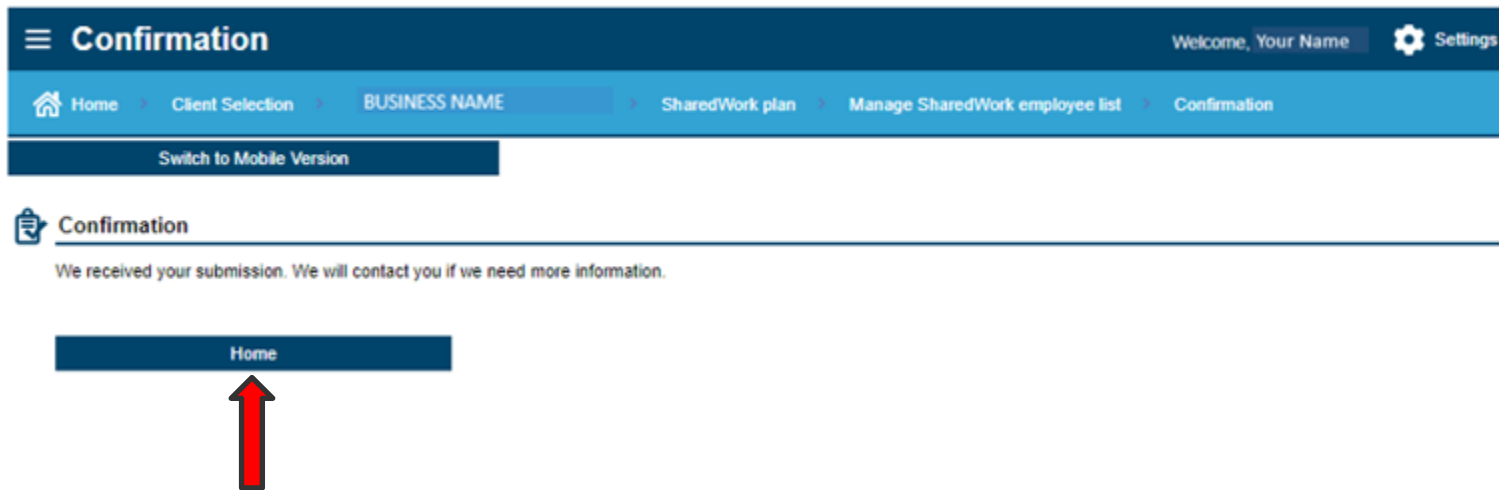 Confirmation
Welcome, Your Name Settings
Home Client Selection BUSINESS NAME SharedWork plan Manage SharedWork employee list Confirmation
Switch to Mobile Version
Confirmation
We received your submission. We will contact you if we need more information.
Home